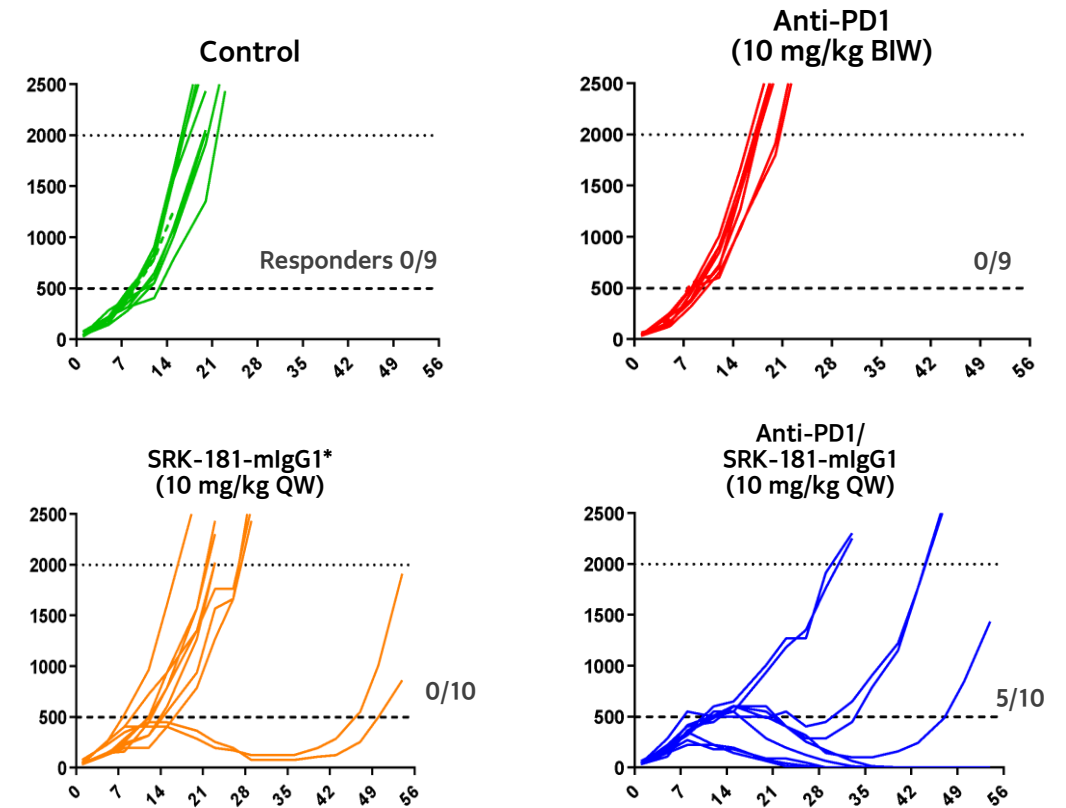 Control
2500
2000
1500
1000
500
0
Responders 0/9
0 7 14 21 28 35 42 49 56
Anti-PD1
(10 mg/kg BIW)
2500
2000
1500
1000
500
0
0/9
0 7 14 21 28 35 42 49 56
SRK-181-mIgG1*
(10 mg/kg QW)
2500
2000
1500
1000
500
0
0/10
0 7 14 21 28 35 42 49 56
Anti-PD1/
SRK-181-mIgG1
(10 mg/kg QW)
2500
2000
1500
1000
500
0
5/10
0 7 14 21 28 35 42 49 56